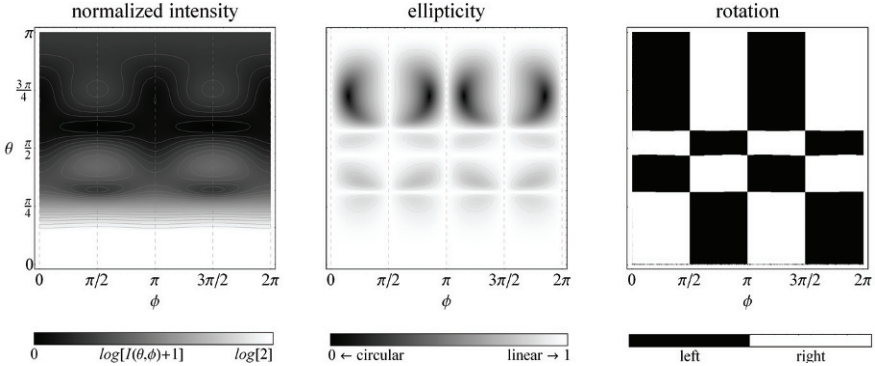 normalized intensity
ellipticity
rotation
π
3π/4
θ
π/2
π/4
0
0
π/2
π
3π/2
2π
0
π/2
π
3π/2
2π
0
π/2
π
3π/2
2π
ϕ
ϕ
ϕ
0
log[I(θ,ϕ)+1]
log[2]
0 ← circular
linear → 1
left
right